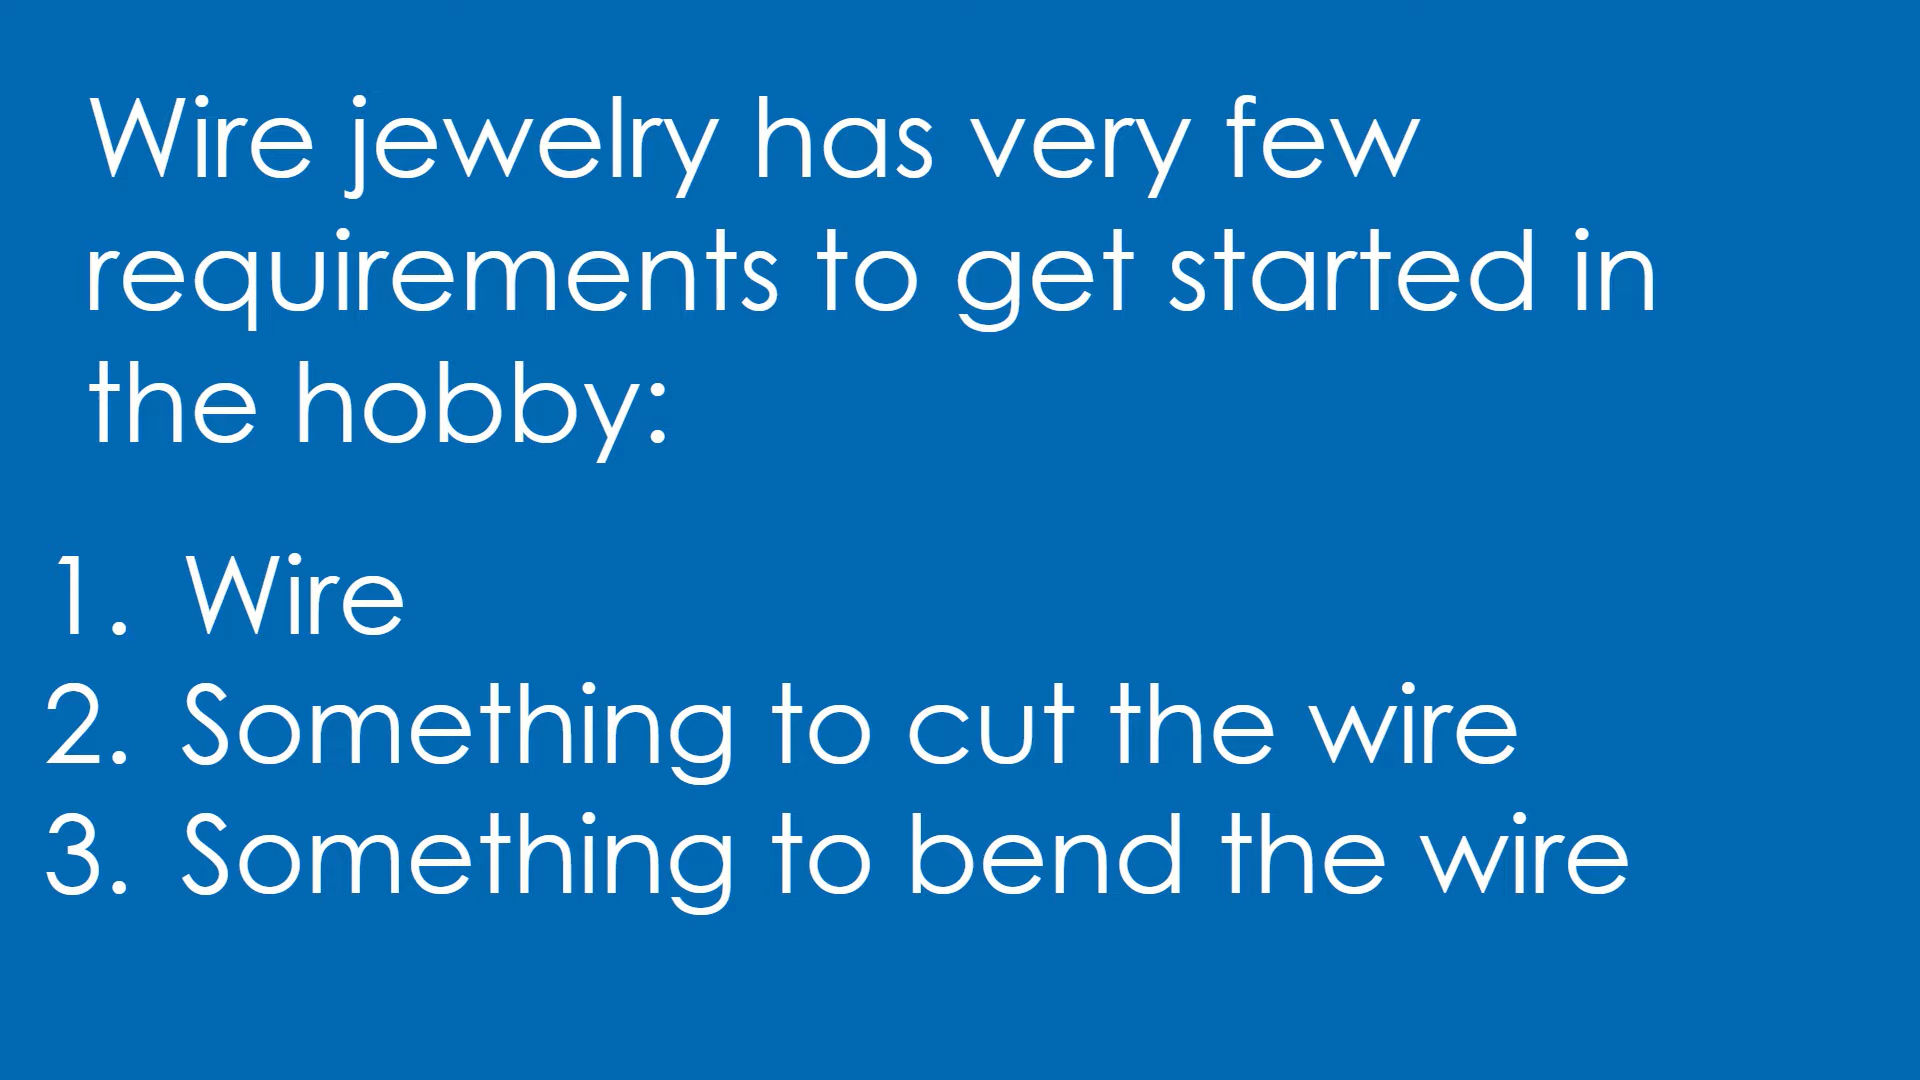 Wire jewelry has very few
requirements to get started in
the hobby:
1. Wire
2. Something to cut the wire
3. Something to bend the wire